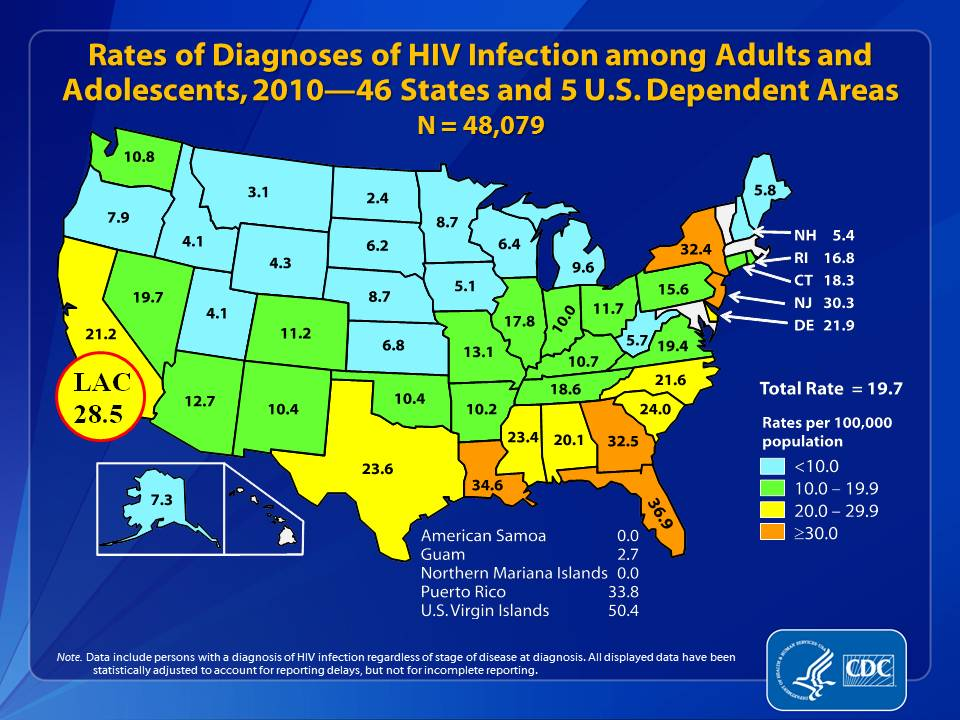 Rates of Diagnoses of HIV Infection among Adults and
Adolescents, 2010—46 States and 5 U.S. Dependent Areas
N = 48,079
10.8
3.1
2.4
5.8
7.9
8.7
4.1
6.2
6.4
32.4
NH 5.4
4.3
9.6
RI 16.8
5.1
15.6
CT 18.3
19.7
8.7
NJ 30.3
4.1
11.2
17.8
10.0
11.7
DE 21.9
21.2
6.8
13.1
5.7
19.4
10.7
LAC
28.5
12.7
10.4
10.4
10.2
18.6
21.6
Total Rate = 19.7
24.0
23.4
20.1
32.5
Rates per 100,000
population
<10.0
10.0 – 19.9
20.0 – 29.9
≥30.0
23.6
34.6
36.9
7.3
American Samoa 0.0
Guam 2.7
Northern Mariana Islands 0.0
Puerto Rico 33.8
U.S. Virgin Islands 50.4
Note. Data include persons with a diagnosis of HIV infection regardless of stage of disease at diagnosis. All displayed data have been
statistically adjusted to account for reporting delays, but not for incomplete reporting.
DEPARTMENT OF HEALTH & HUMAN SERVICES USA
CDC